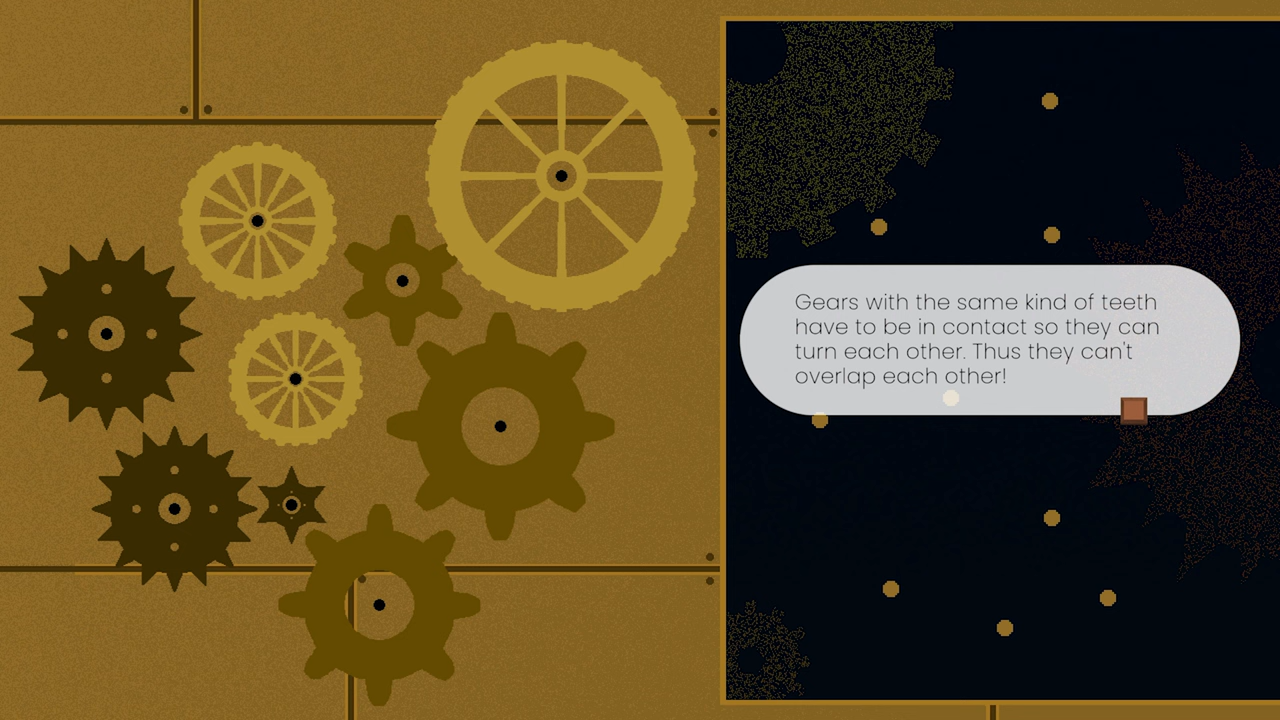 Gears with the same kind of teeth
have to be in contact so they can
turn each other. Thus they can't
overlap each other!